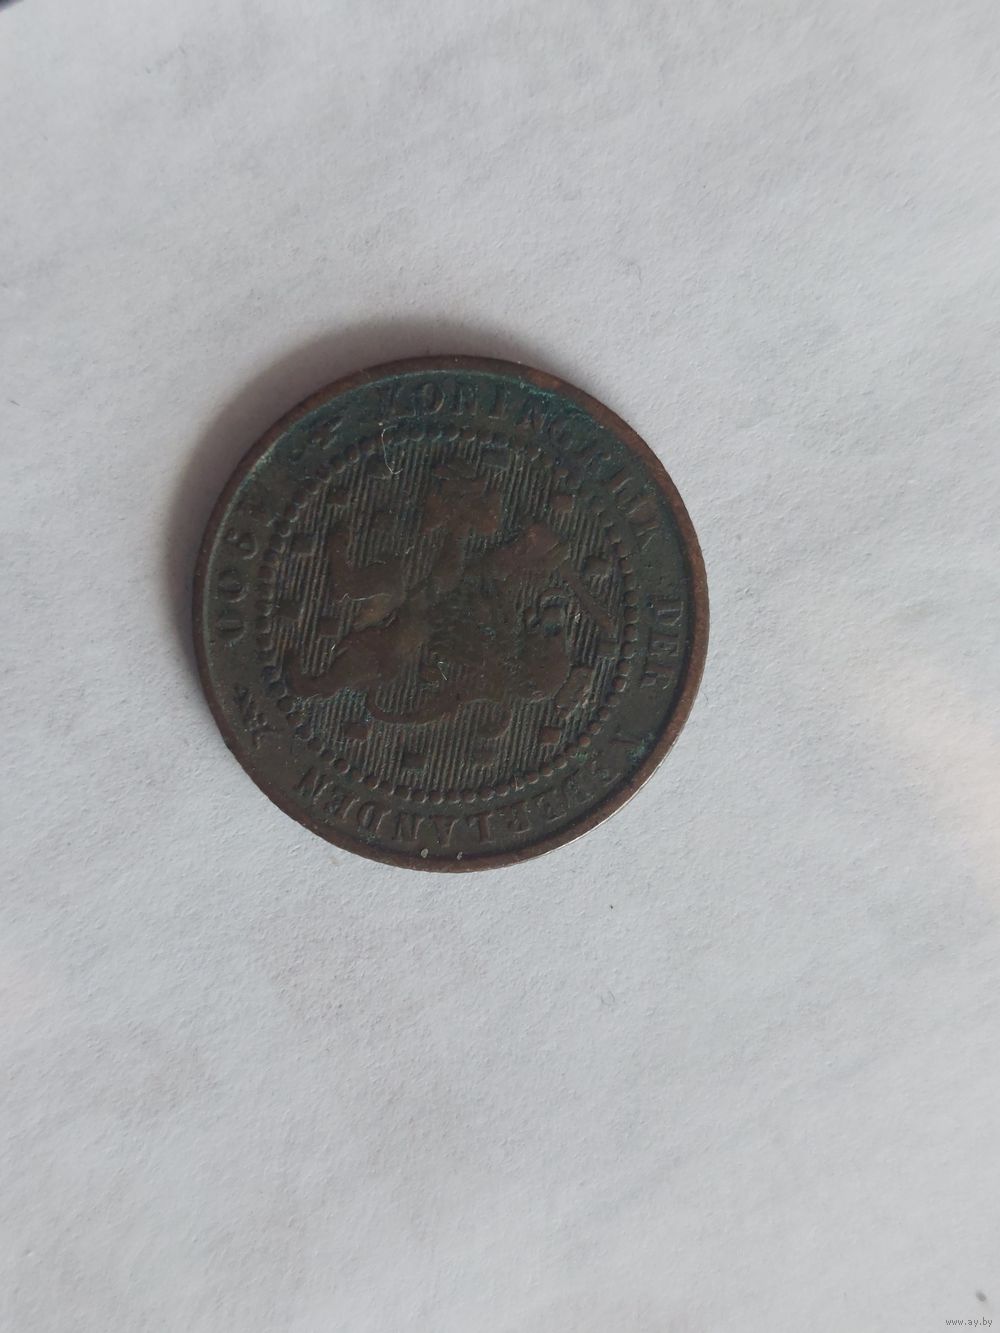 KONINGRIJK DER NEDERLANDEN
1900
www.ay.by